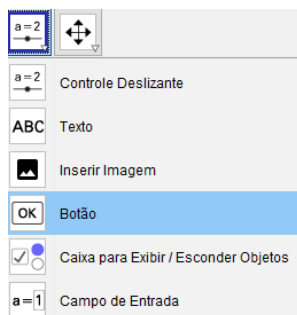 a=2
a=2
Controle Deslizante
ABC
Texto
Inserir Imagem
OK
Botão
Caixa para Exibir / Esconder Objetos
a=1
Campo de Entrada